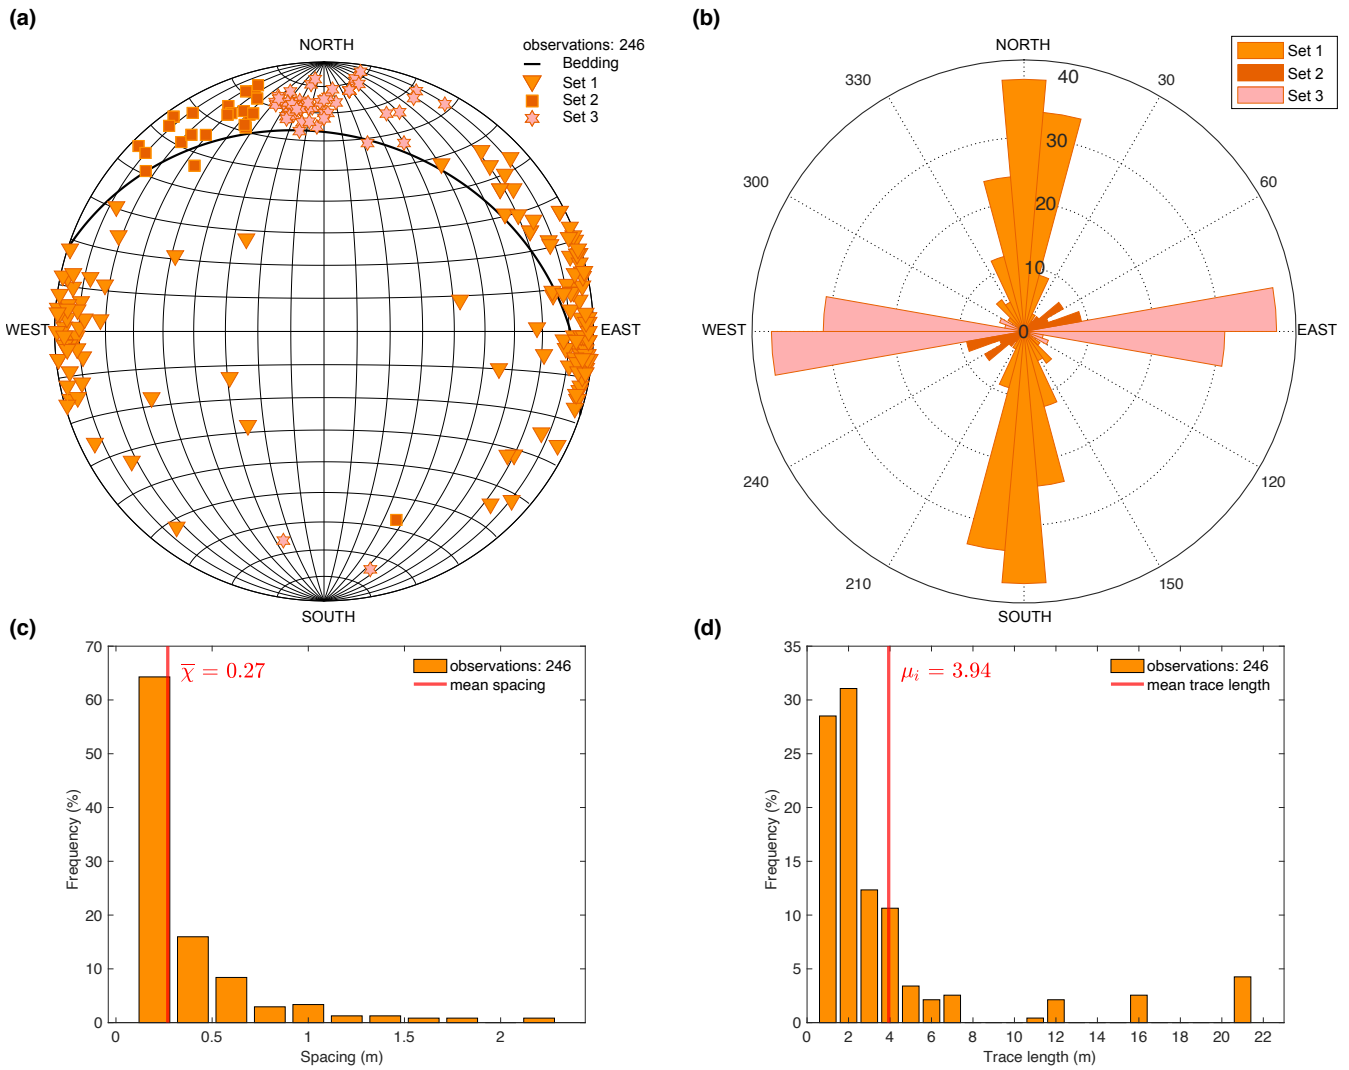 (a)
NORTH
observations: 246
Bedding
Set 1
Set 2
Set 3
WEST
EAST
SOUTH
(b)
NORTH
Set 1
Set 2
Set 3
330
40
30
30
300
20
60
10
WEST
0
EAST
240
120
210
150
SOUTH
(c)
70
60
50
40
30
20
10
0
Frequency (%)
χ̅ = 0.27
observations: 246
mean spacing
0
0.5
1
1.5
2
Spacing (m)
(d)
35
30
25
20
15
10
5
0
Frequency (%)
μᵢ = 3.94
observations: 246
mean trace length
0
2
4
6
8
10
12
14
16
18
20
22
Trace length (m)